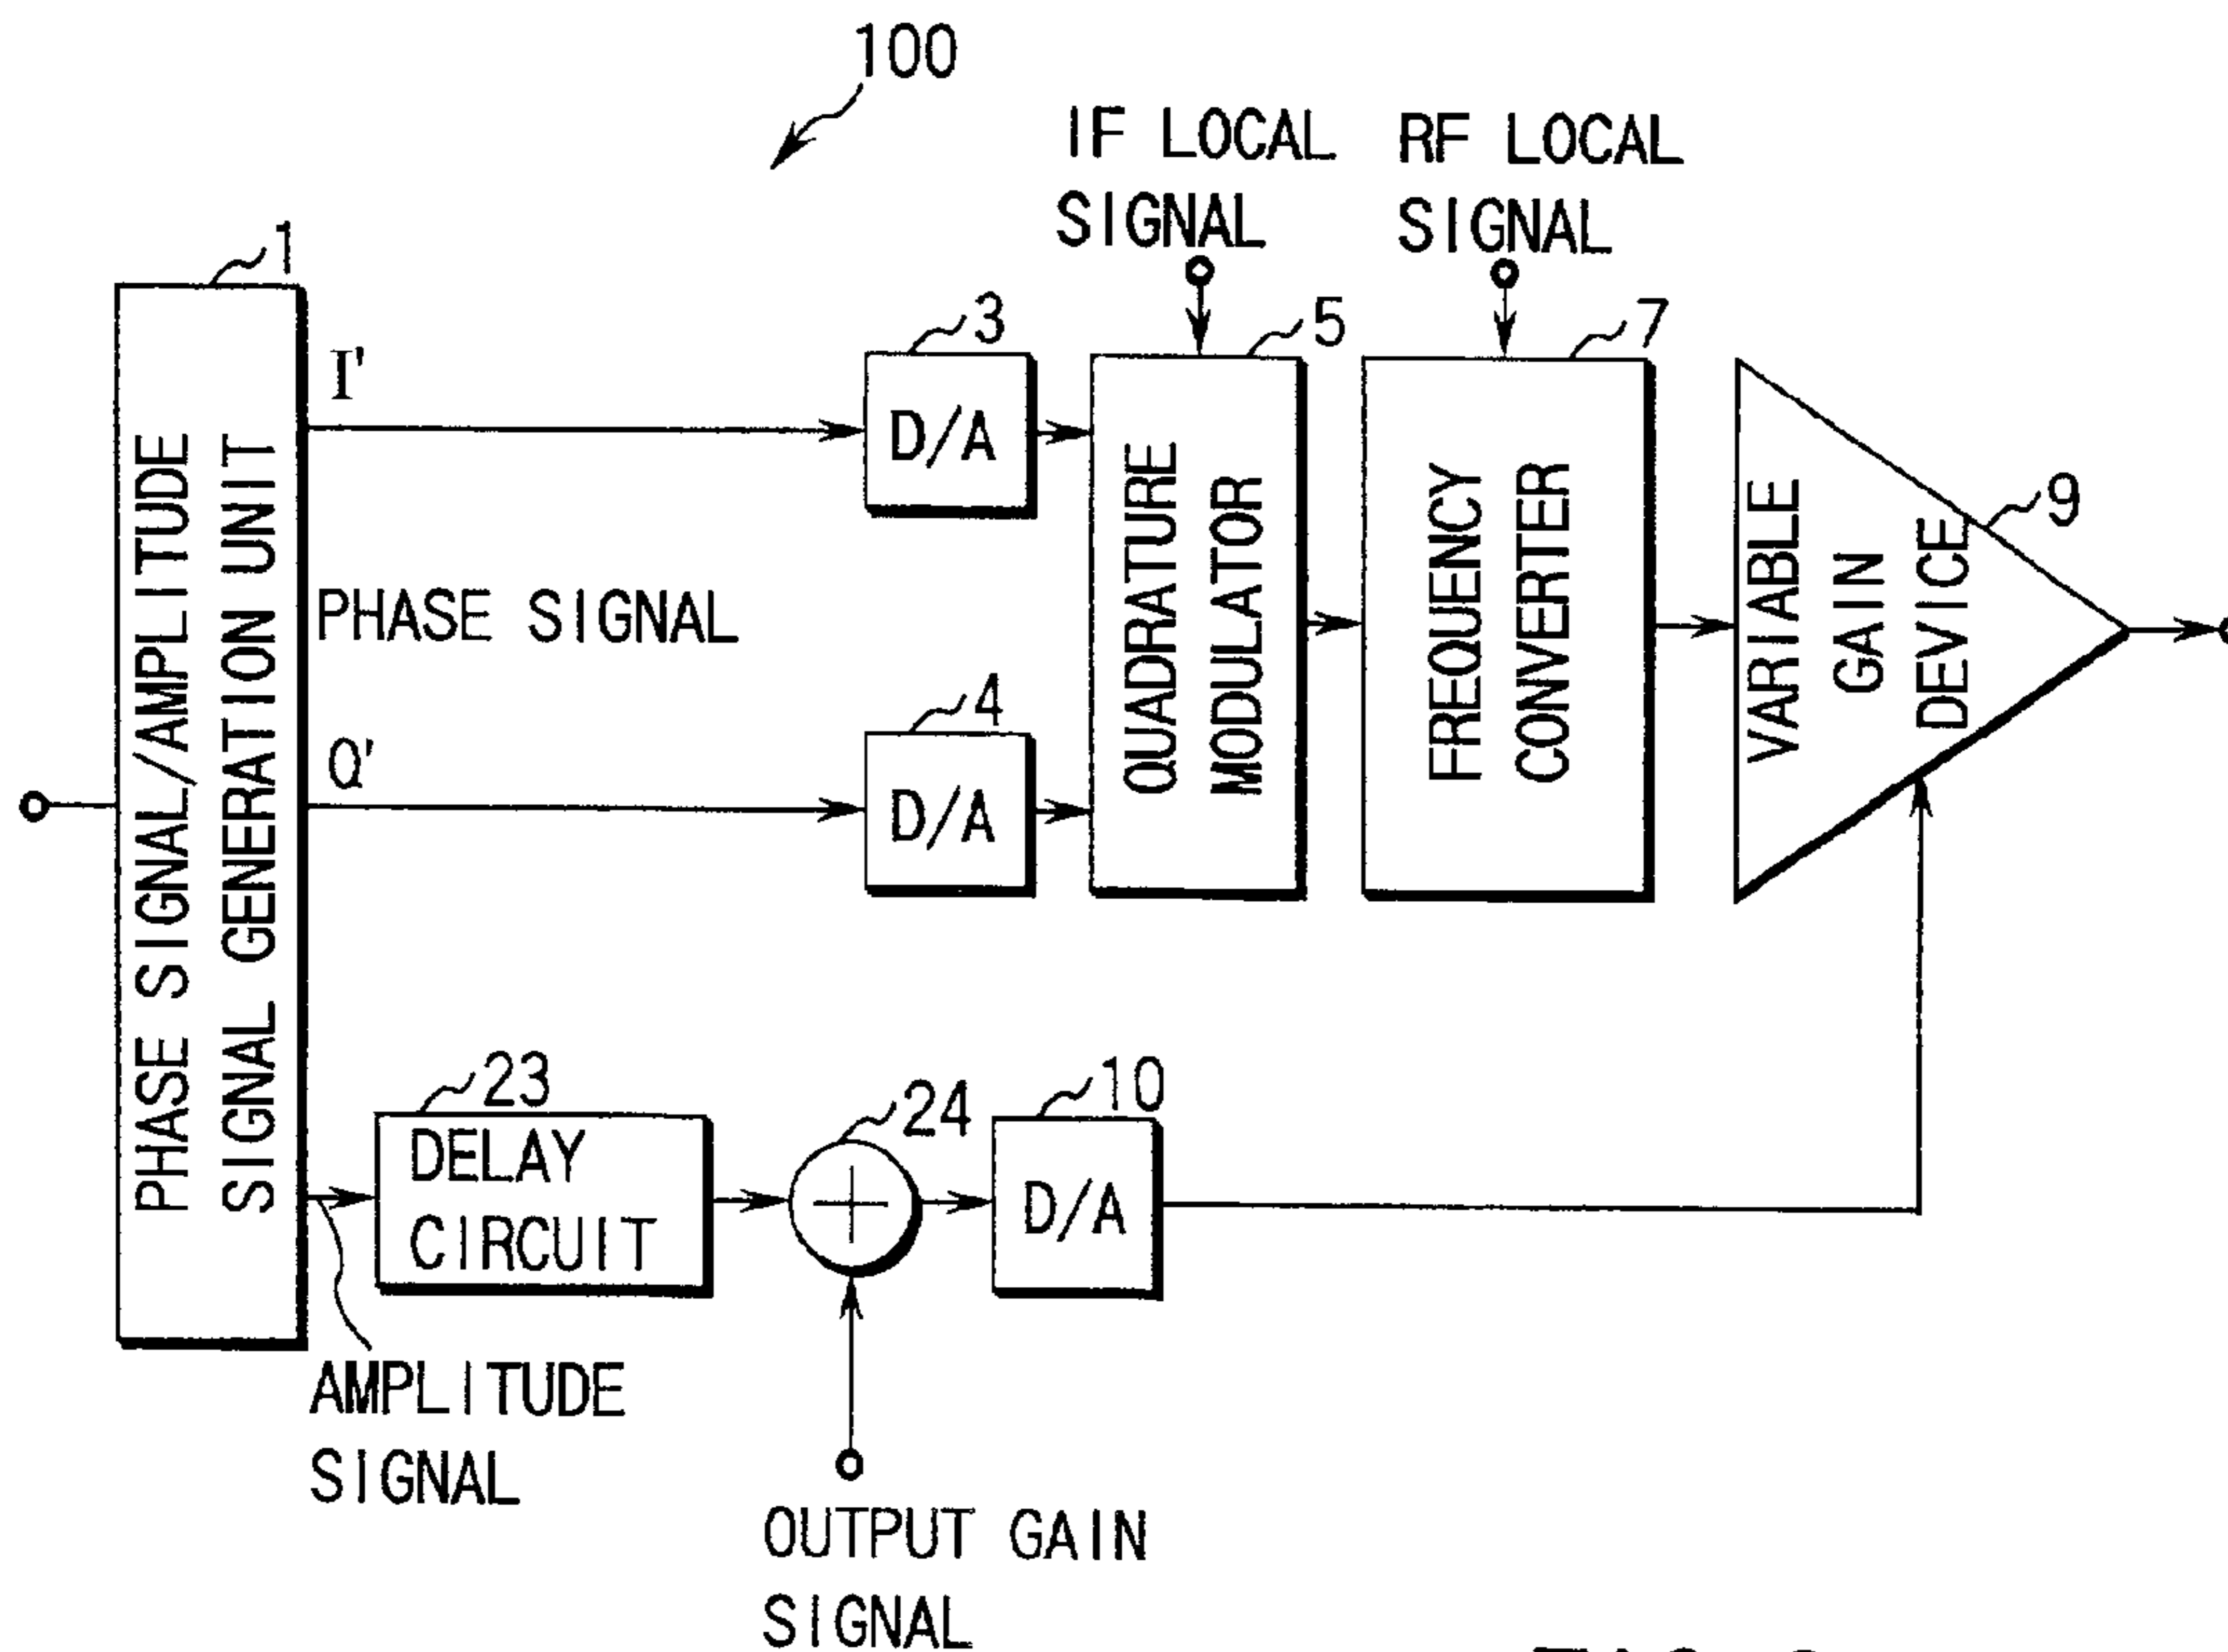 100
IF LOCAL
SIGNAL
RF LOCAL
SIGNAL
1
PHASE SIGNAL/AMPLITUDE
SIGNAL GENERATION UNIT
I'
PHASE SIGNAL
Q'
3
D/A
4
D/A
5
QUADRATURE
MODULATOR
7
FREQUENCY
CONVERTER
9
VARIABLE
GAIN
DEVICE
23
DELAY
CIRCUIT
24
10
D/A
AMPLITUDE
SIGNAL
OUTPUT GAIN
SIGNAL